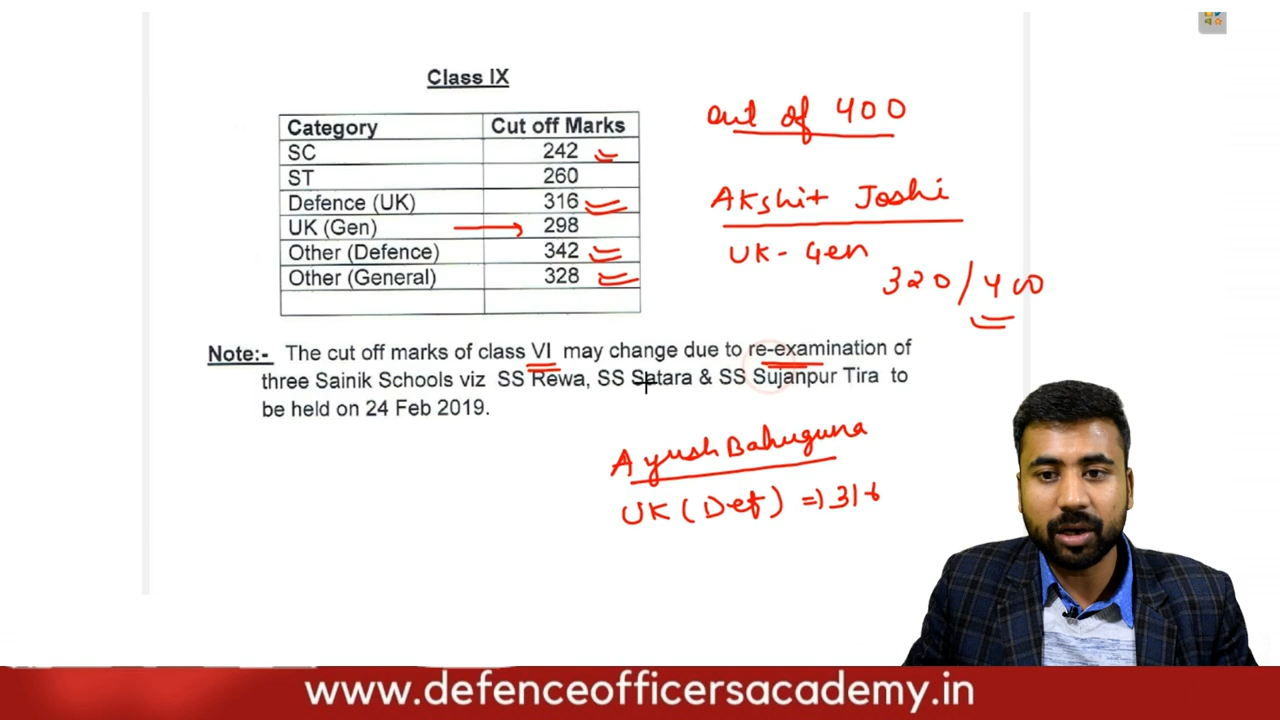 Class IX
out of 400
Category Cut off Marks
SC 242
ST 260
Defence (UK) 316
UK (Gen) 298
Other (Defence) 342
Other (General) 328
Akshit Joshi
UK - Gen
320/400
Note:- The cut off marks of class VI may change due to re-examination of
three Sainik Schools viz SS Rewa, SS Satara & SS Sujanpur Tira to
be held on 24 Feb 2019.
Ayush Bahuguna
UK (Def) => 316
www.defenceofficersacademy.in